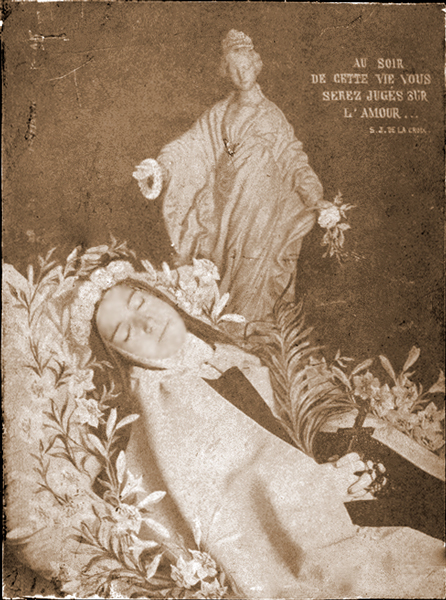 AU SOIR
DE CETTE VIE VOUS
SEREZ JUGÉS SUR
L'AMOUR...
S. J. DE LA CROIX